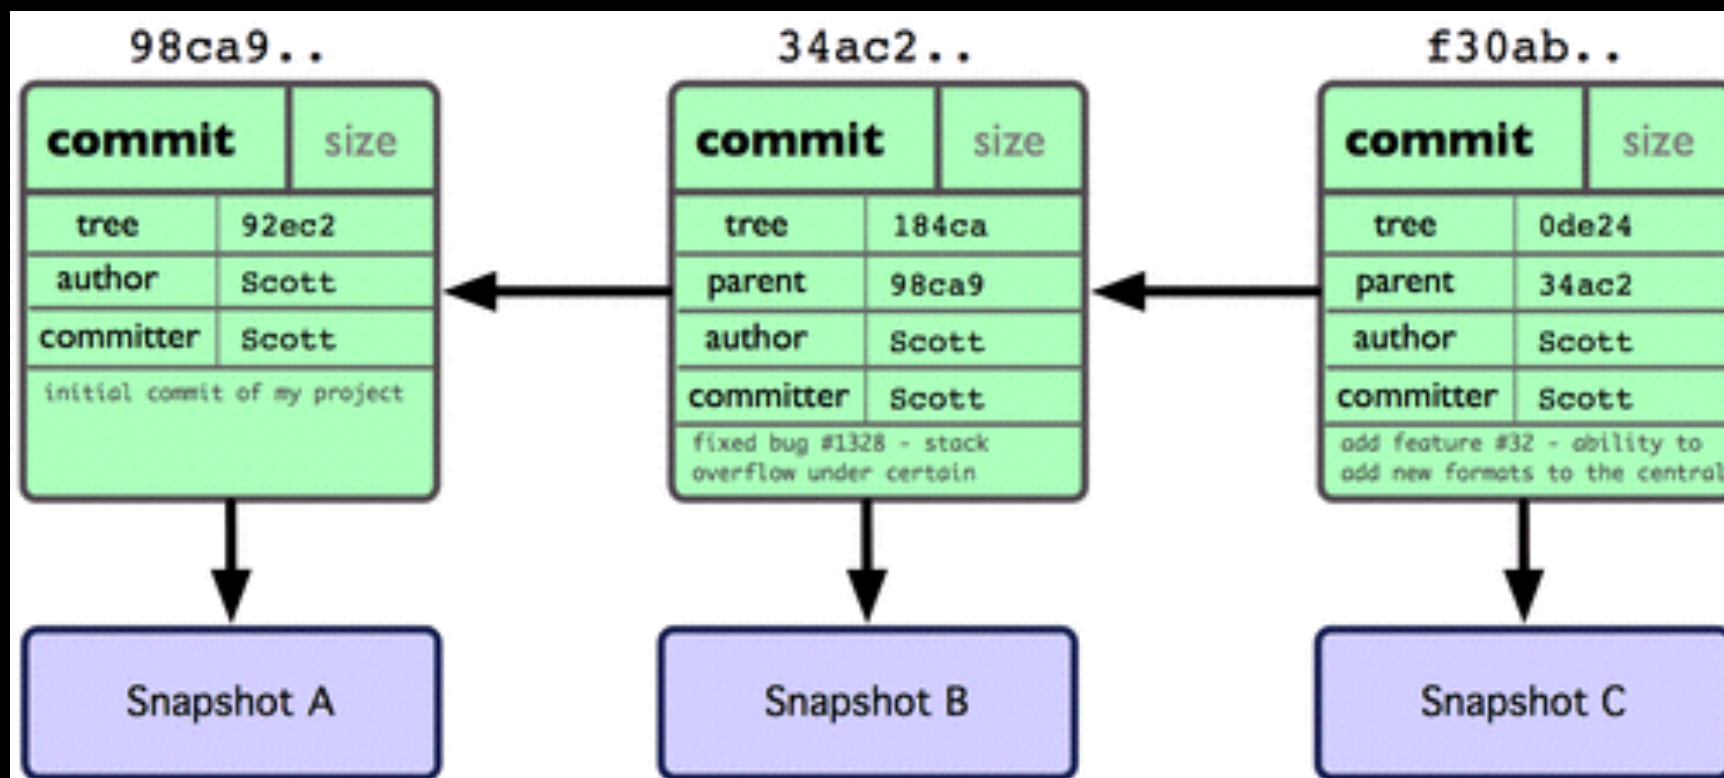 98ca9..
commit size
tree 92ec2
author Scott
committer Scott
initial commit of my project
Snapshot A
34ac2..
commit size
tree 184ca
parent 98ca9
author Scott
committer Scott
fixed bug #1328 - stack
overflow under certain
Snapshot B
f30ab..
commit size
tree 0de24
parent 34ac2
author Scott
committer Scott
add feature #32 - ability to
add new formats to the central
Snapshot C